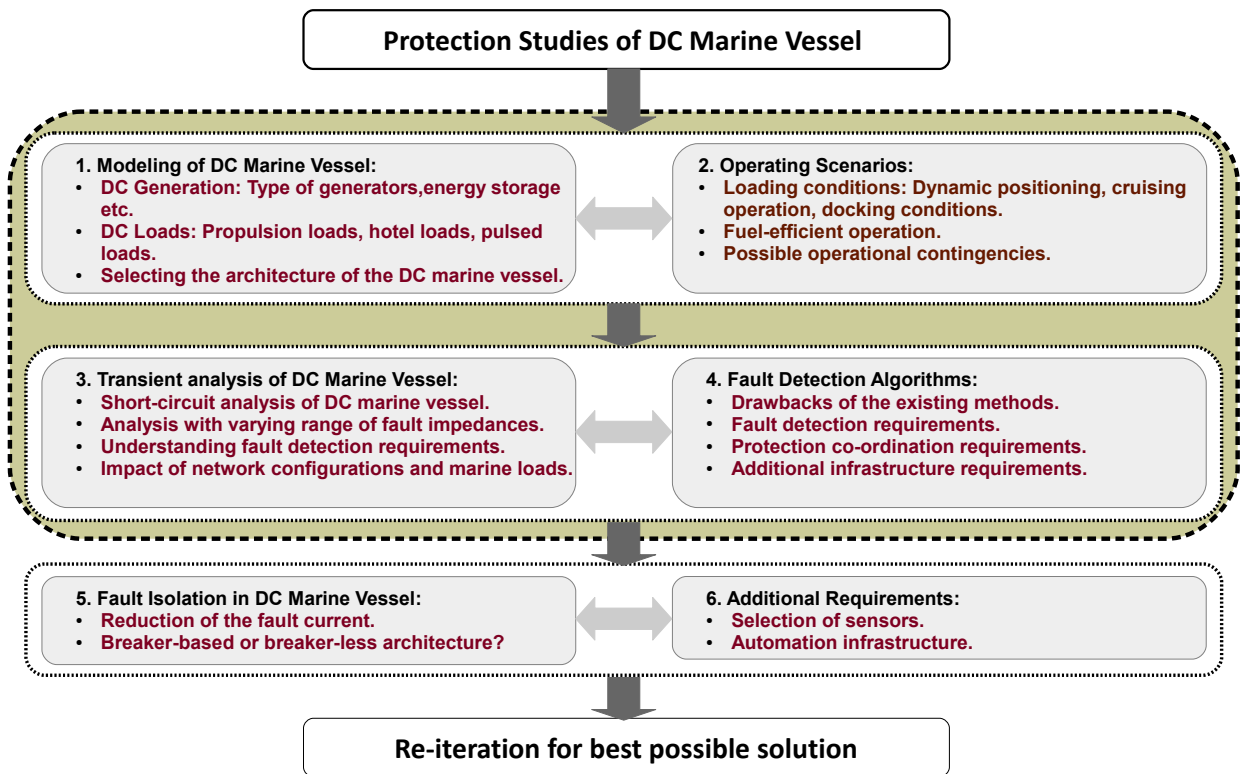 Protection Studies of DC Marine Vessel
1. Modeling of DC Marine Vessel:
• DC Generation: Type of generators,energy storage
etc.
• DC Loads: Propulsion loads, hotel loads, pulsed
loads.
• Selecting the architecture of the DC marine vessel.
2. Operating Scenarios:
• Loading conditions: Dynamic positioning, cruising
operation, docking conditions.
• Fuel-efficient operation.
• Possible operational contingencies.
3. Transient analysis of DC Marine Vessel:
• Short-circuit analysis of DC marine vessel.
• Analysis with varying range of fault impedances.
• Understanding fault detection requirements.
• Impact of network configurations and marine loads.
4. Fault Detection Algorithms:
• Drawbacks of the existing methods.
• Fault detection requirements.
• Protection co-ordination requirements.
• Additional infrastructure requirements.
5. Fault Isolation in DC Marine Vessel:
• Reduction of the fault current.
• Breaker-based or breaker-less architecture?
6. Additional Requirements:
• Selection of sensors.
• Automation infrastructure.
Re-iteration for best possible solution